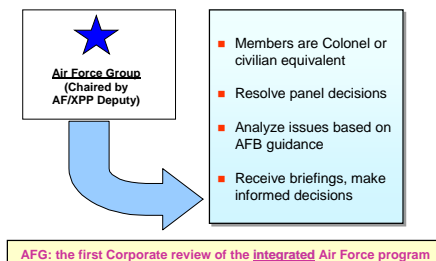 Air Force Group
(Chaired by
AF/XPP Deputy)
Members are Colonel or
civilian equivalent
Resolve panel decisions
Analyze issues based on
AFB guidance
Receive briefings, make
informed decisions
AFG: the first Corporate review of the integrated Air Force program